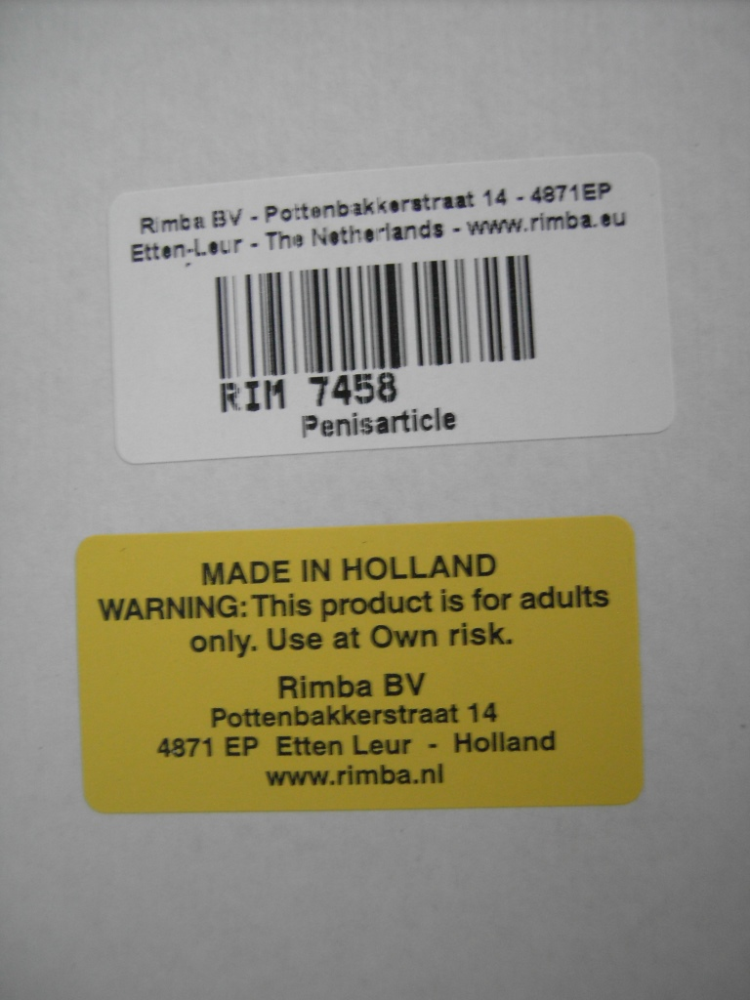 Rimba BV - Pottenbakkerstraat 14 - 4871EP
Etten-Leur - The Netherlands - www.rimba.eu
RIM 7458
Penisarticle
MADE IN HOLLAND
WARNING: This product is for adults
only. Use at Own risk.
Rimba BV
Pottenbakkerstraat 14
4871 EP Etten Leur - Holland
www.rimba.nl